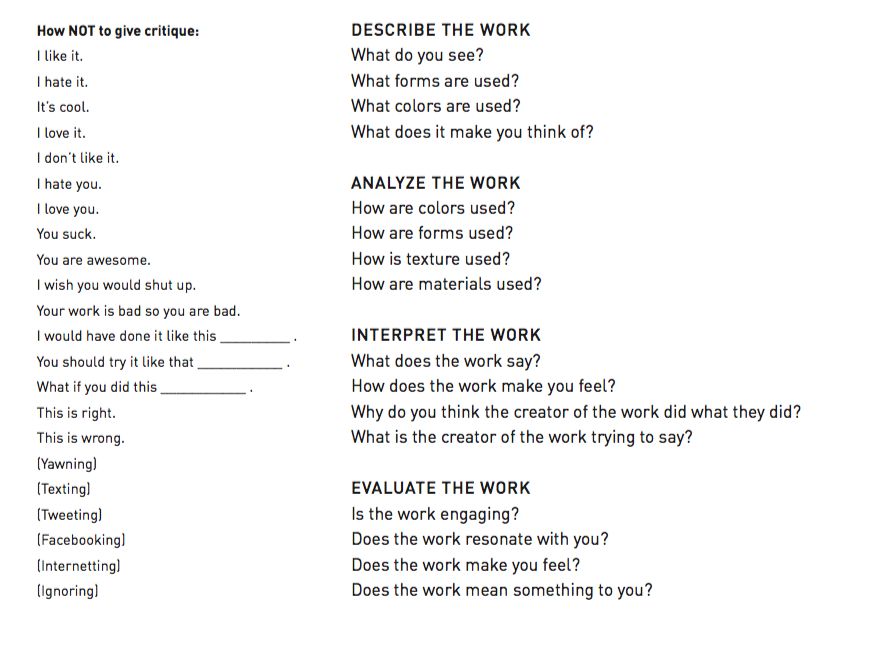 How NOT to give critique:
I like it.
I hate it.
It's cool.
I love it.
I don't like it.
I hate you.
I love you.
You suck.
You are awesome.
I wish you would shut up.
Your work is bad so you are bad.
I would have done it like this _________ .
You should try it like that ___________ .
What if you did this ___________ .
This is right.
This is wrong.
(Yawning)
(Texting)
(Tweeting)
(Facebooking)
(Internetting)
(Ignoring)
DESCRIBE THE WORK
What do you see?
What forms are used?
What colors are used?
What does it make you think of?
ANALYZE THE WORK
How are colors used?
How are forms used?
How is texture used?
How are materials used?
INTERPRET THE WORK
What does the work say?
How does the work make you feel?
Why do you think the creator of the work did what they did?
What is the creator of the work trying to say?
EVALUATE THE WORK
Is the work engaging?
Does the work resonate with you?
Does the work make you feel?
Does the work mean something to you?